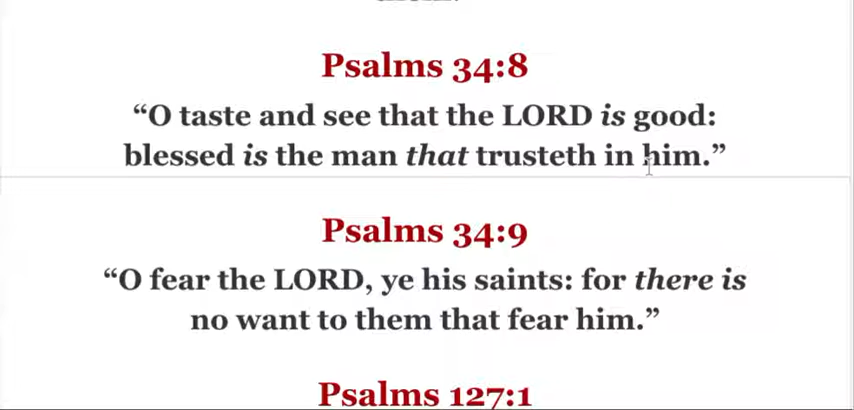 Psalms 34:8
“O taste and see that the LORD is good:
blessed is the man that trusteth in him.”
Psalms 34:9
“O fear the LORD, ye his saints: for there is
no want to them that fear him.”
Psalms 127:1